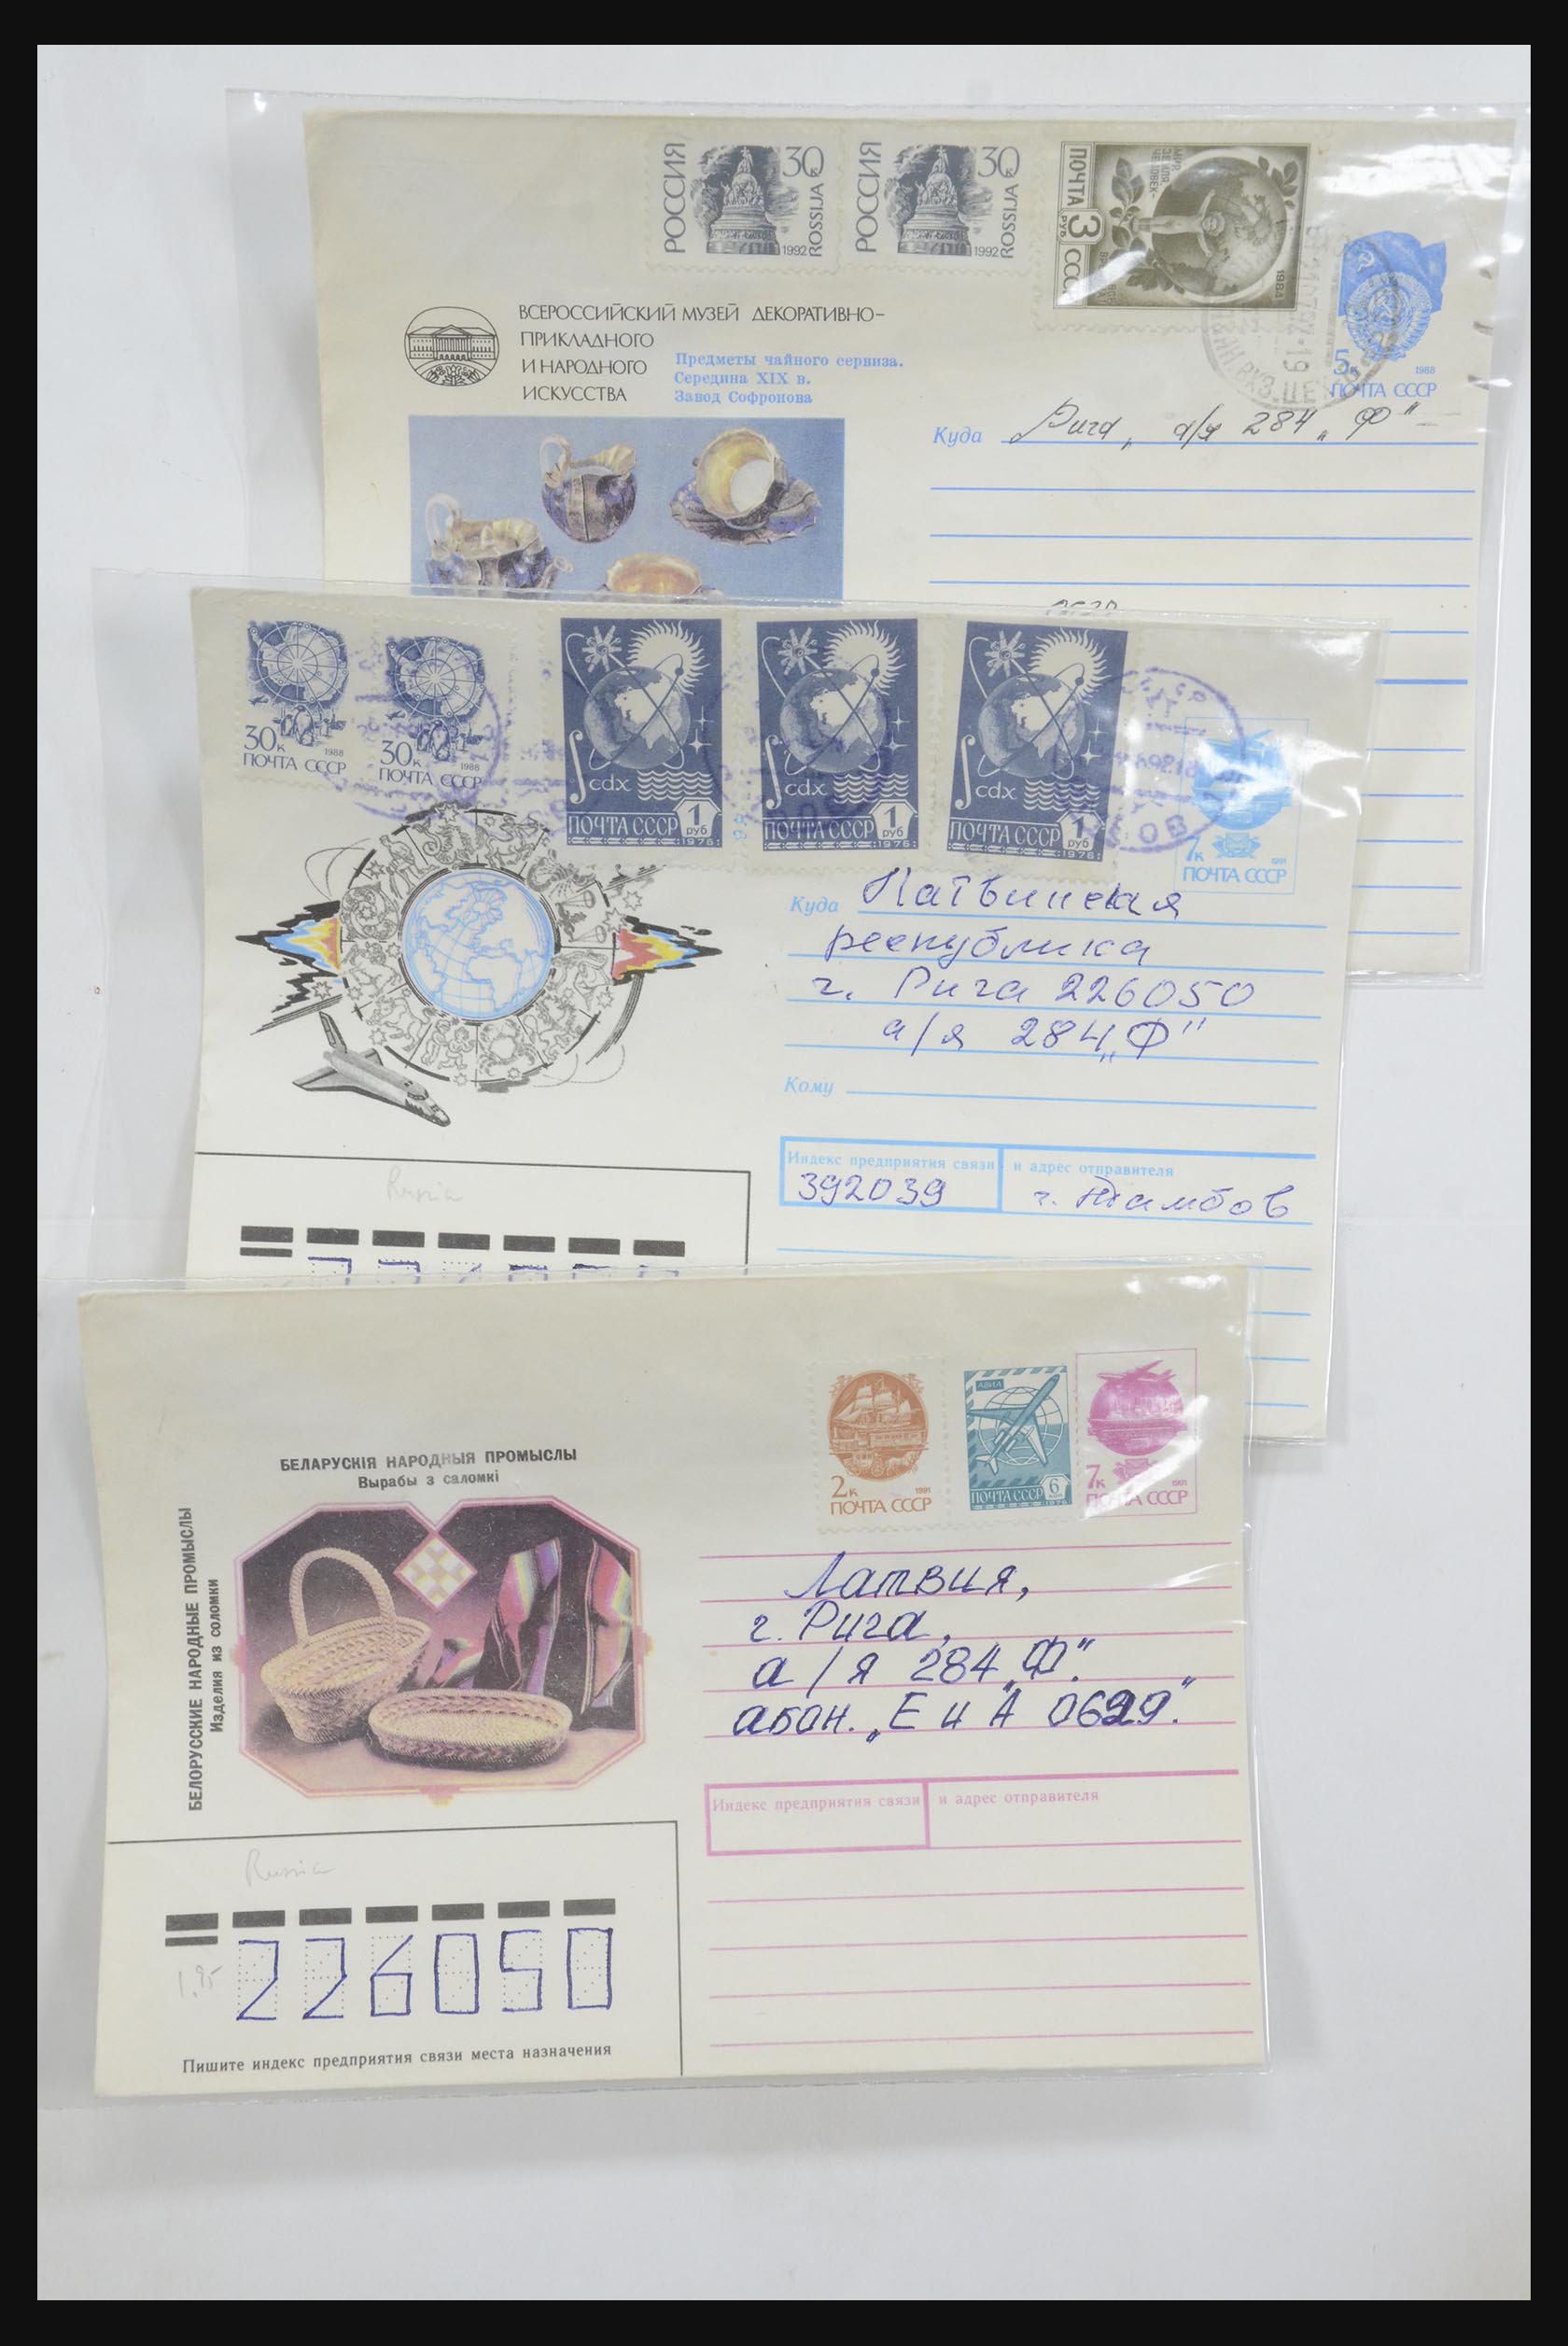 РОССИЯ
30 к
ROSSIJA
1992
РОССИЯ
30 к
ROSSIJA
1992
ПОЧТА
3
РУБ
СССР
1984
5к
1988
ПОЧТА СССР
ВСЕРОССИЙСКИЙ МУЗЕЙ ДЕКОРАТИВНО-
ПРИКЛАДНОГО
И НАРОДНОГО
ИСКУССТВА
Предметы чайного сервиза.
Середина XIX в.
Завод Софронова
Куда Рига, а/я 284 „Ф"
30к
1988
ПОЧТА СССР
30к
1988
ПОЧТА СССР
∫cdx
ПОЧТА СССР 1 руб
1976
∫cdx
ПОЧТА СССР 1 руб
1976
∫cdx
ПОЧТА СССР 1 руб
1976
7к
1991
ПОЧТА СССР
Куда Латвийская
республика
г. Рига 226050
а/я 284 „Ф"
Кому
Индекс предприятия связи и адрес отправителя
392039 г. Тамбов
Russia
2к
1991
ПОЧТА СССР
АВИА
ПОЧТА СССР 6
1976
7к
1991
ПОЧТА СССР
БЕЛАРУСКІЯ НАРОДНЫЯ ПРОМЫСЛЫ
Вырабы з саломкі
БЕЛОРУССКИЕ НАРОДНЫЕ ПРОМЫСЛЫ
Изделия из соломки
Латвия,
г. Рига,
а/я 284 „Ф".
абон. „Е и А 0629".
Индекс предприятия связи и адрес отправителя
Russia
1.95
226050
Пишите индекс предприятия связи места назначения